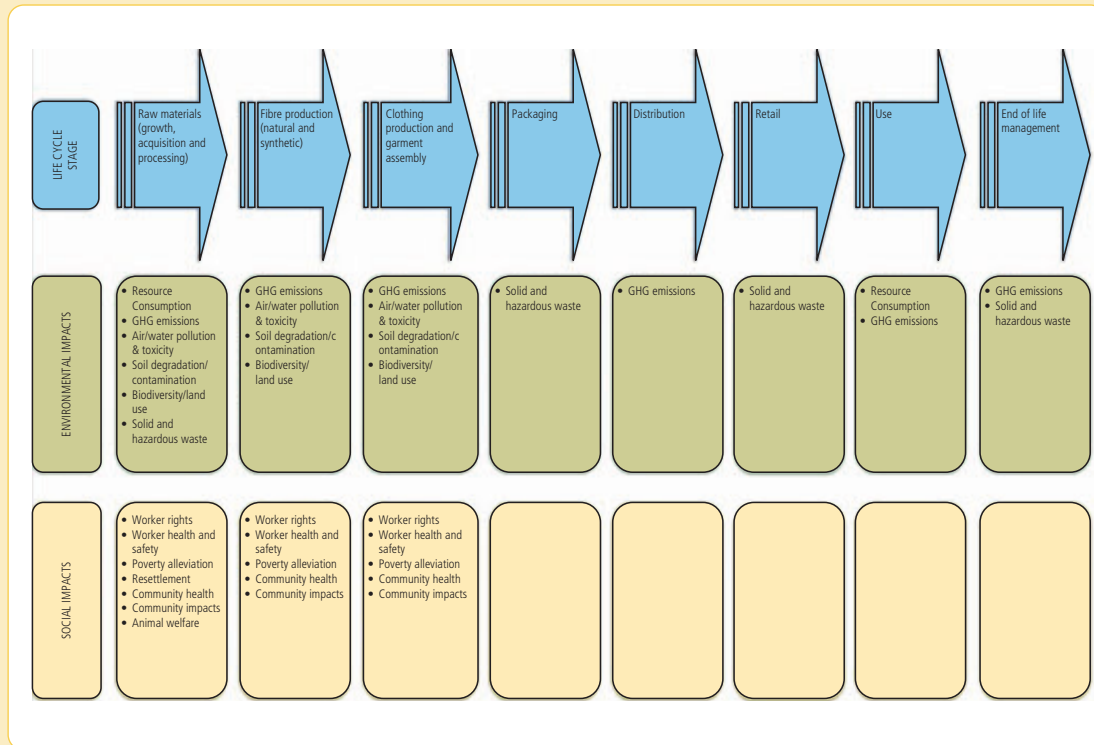 LIFE CYCLE
STAGE
Raw materials
(growth,
acquisition and
processing)
Fibre production
(natural and
synthetic)
Clothing
production and
garment
assembly
Packaging
Distribution
Retail
Use
End of life
management
ENVIRONMENTAL IMPACTS
• Resource
Consumption
• GHG emissions
• Air/water pollution
& toxicity
• Soil degradation/
contamination
• Biodiversity/land
use
• Solid and
hazardous waste
• GHG emissions
• Air/water pollution
& toxicity
• Soil degradation/c
ontamination
• Biodiversity/
land use
• GHG emissions
• Air/water pollution
& toxicity
• Soil degradation/c
ontamination
• Biodiversity/
land use
• Solid and
hazardous waste
• GHG emissions
• Solid and
hazardous waste
• Resource
Consumption
• GHG emissions
• GHG emissions
• Solid and
hazardous waste
SOCIAL IMPACTS
• Worker rights
• Worker health and
safety
• Poverty alleviation
• Resettlement
• Community health
• Community impacts
• Animal welfare
• Worker rights
• Worker health and
safety
• Poverty alleviation
• Community health
• Community impacts
• Worker rights
• Worker health and
safety
• Poverty alleviation
• Community health
• Community impacts